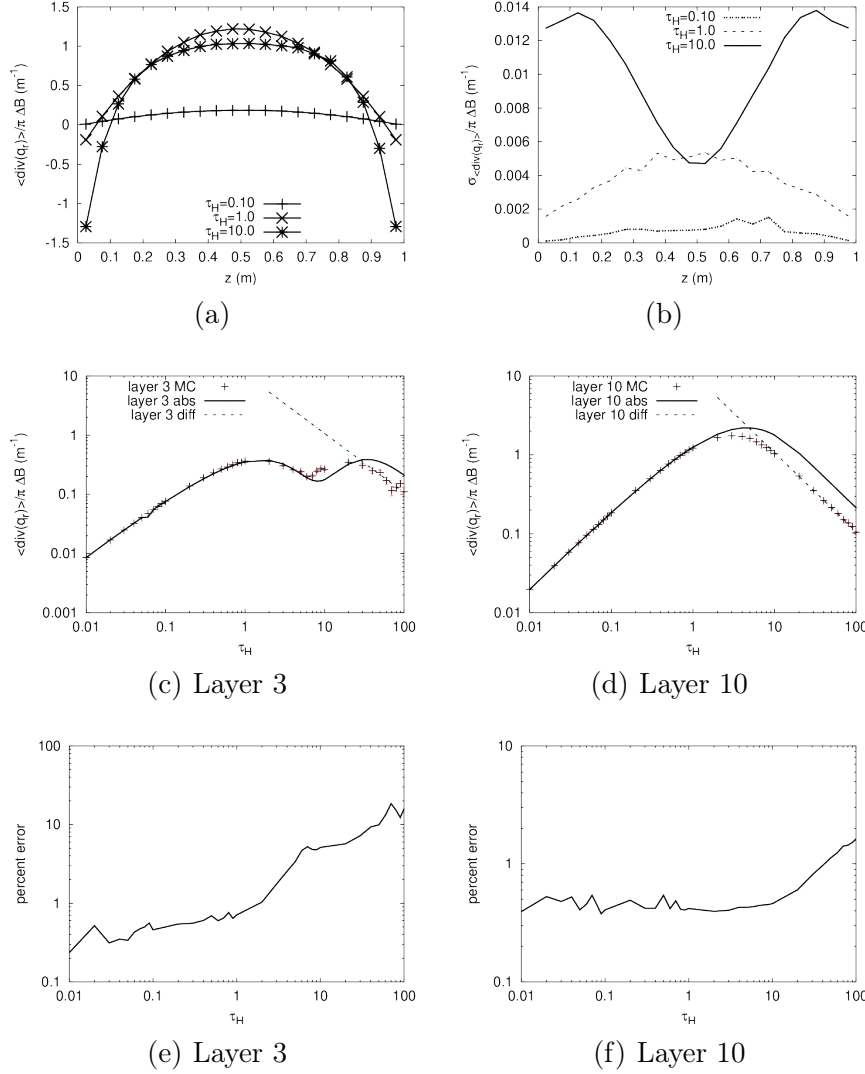 1.5
1
0.5
0
-0.5
-1
-1.5
<div(q_r)>/π ΔB (m⁻¹)
τ_H=0.10
τ_H=1.0
τ_H=10.0
0 0.1 0.2 0.3 0.4 0.5 0.6 0.7 0.8 0.9 1
z (m)
(a)
0.014
0.012
0.01
0.008
0.006
0.004
0.002
0
σ_<div(q_r)>/π ΔB (m⁻¹)
τ_H=0.10
τ_H=1.0
τ_H=10.0
0 0.1 0.2 0.3 0.4 0.5 0.6 0.7 0.8 0.9 1
z (m)
(b)
10
1
0.1
0.01
0.001
<div(q_r)>/π ΔB (m⁻¹)
layer 3 MC
layer 3 abs
layer 3 diff
0.01 0.1 1 10 100
τ_H
(c) Layer 3
10
1
0.1
0.01
<div(q_r)>/π ΔB (m⁻¹)
layer 10 MC
layer 10 abs
layer 10 diff
0.01 0.1 1 10 100
τ_H
(d) Layer 10
100
10
1
0.1
percent error
0.01 0.1 1 10 100
τ_H
(e) Layer 3
10
1
0.1
percent error
0.01 0.1 1 10 100
τ_H
(f) Layer 10